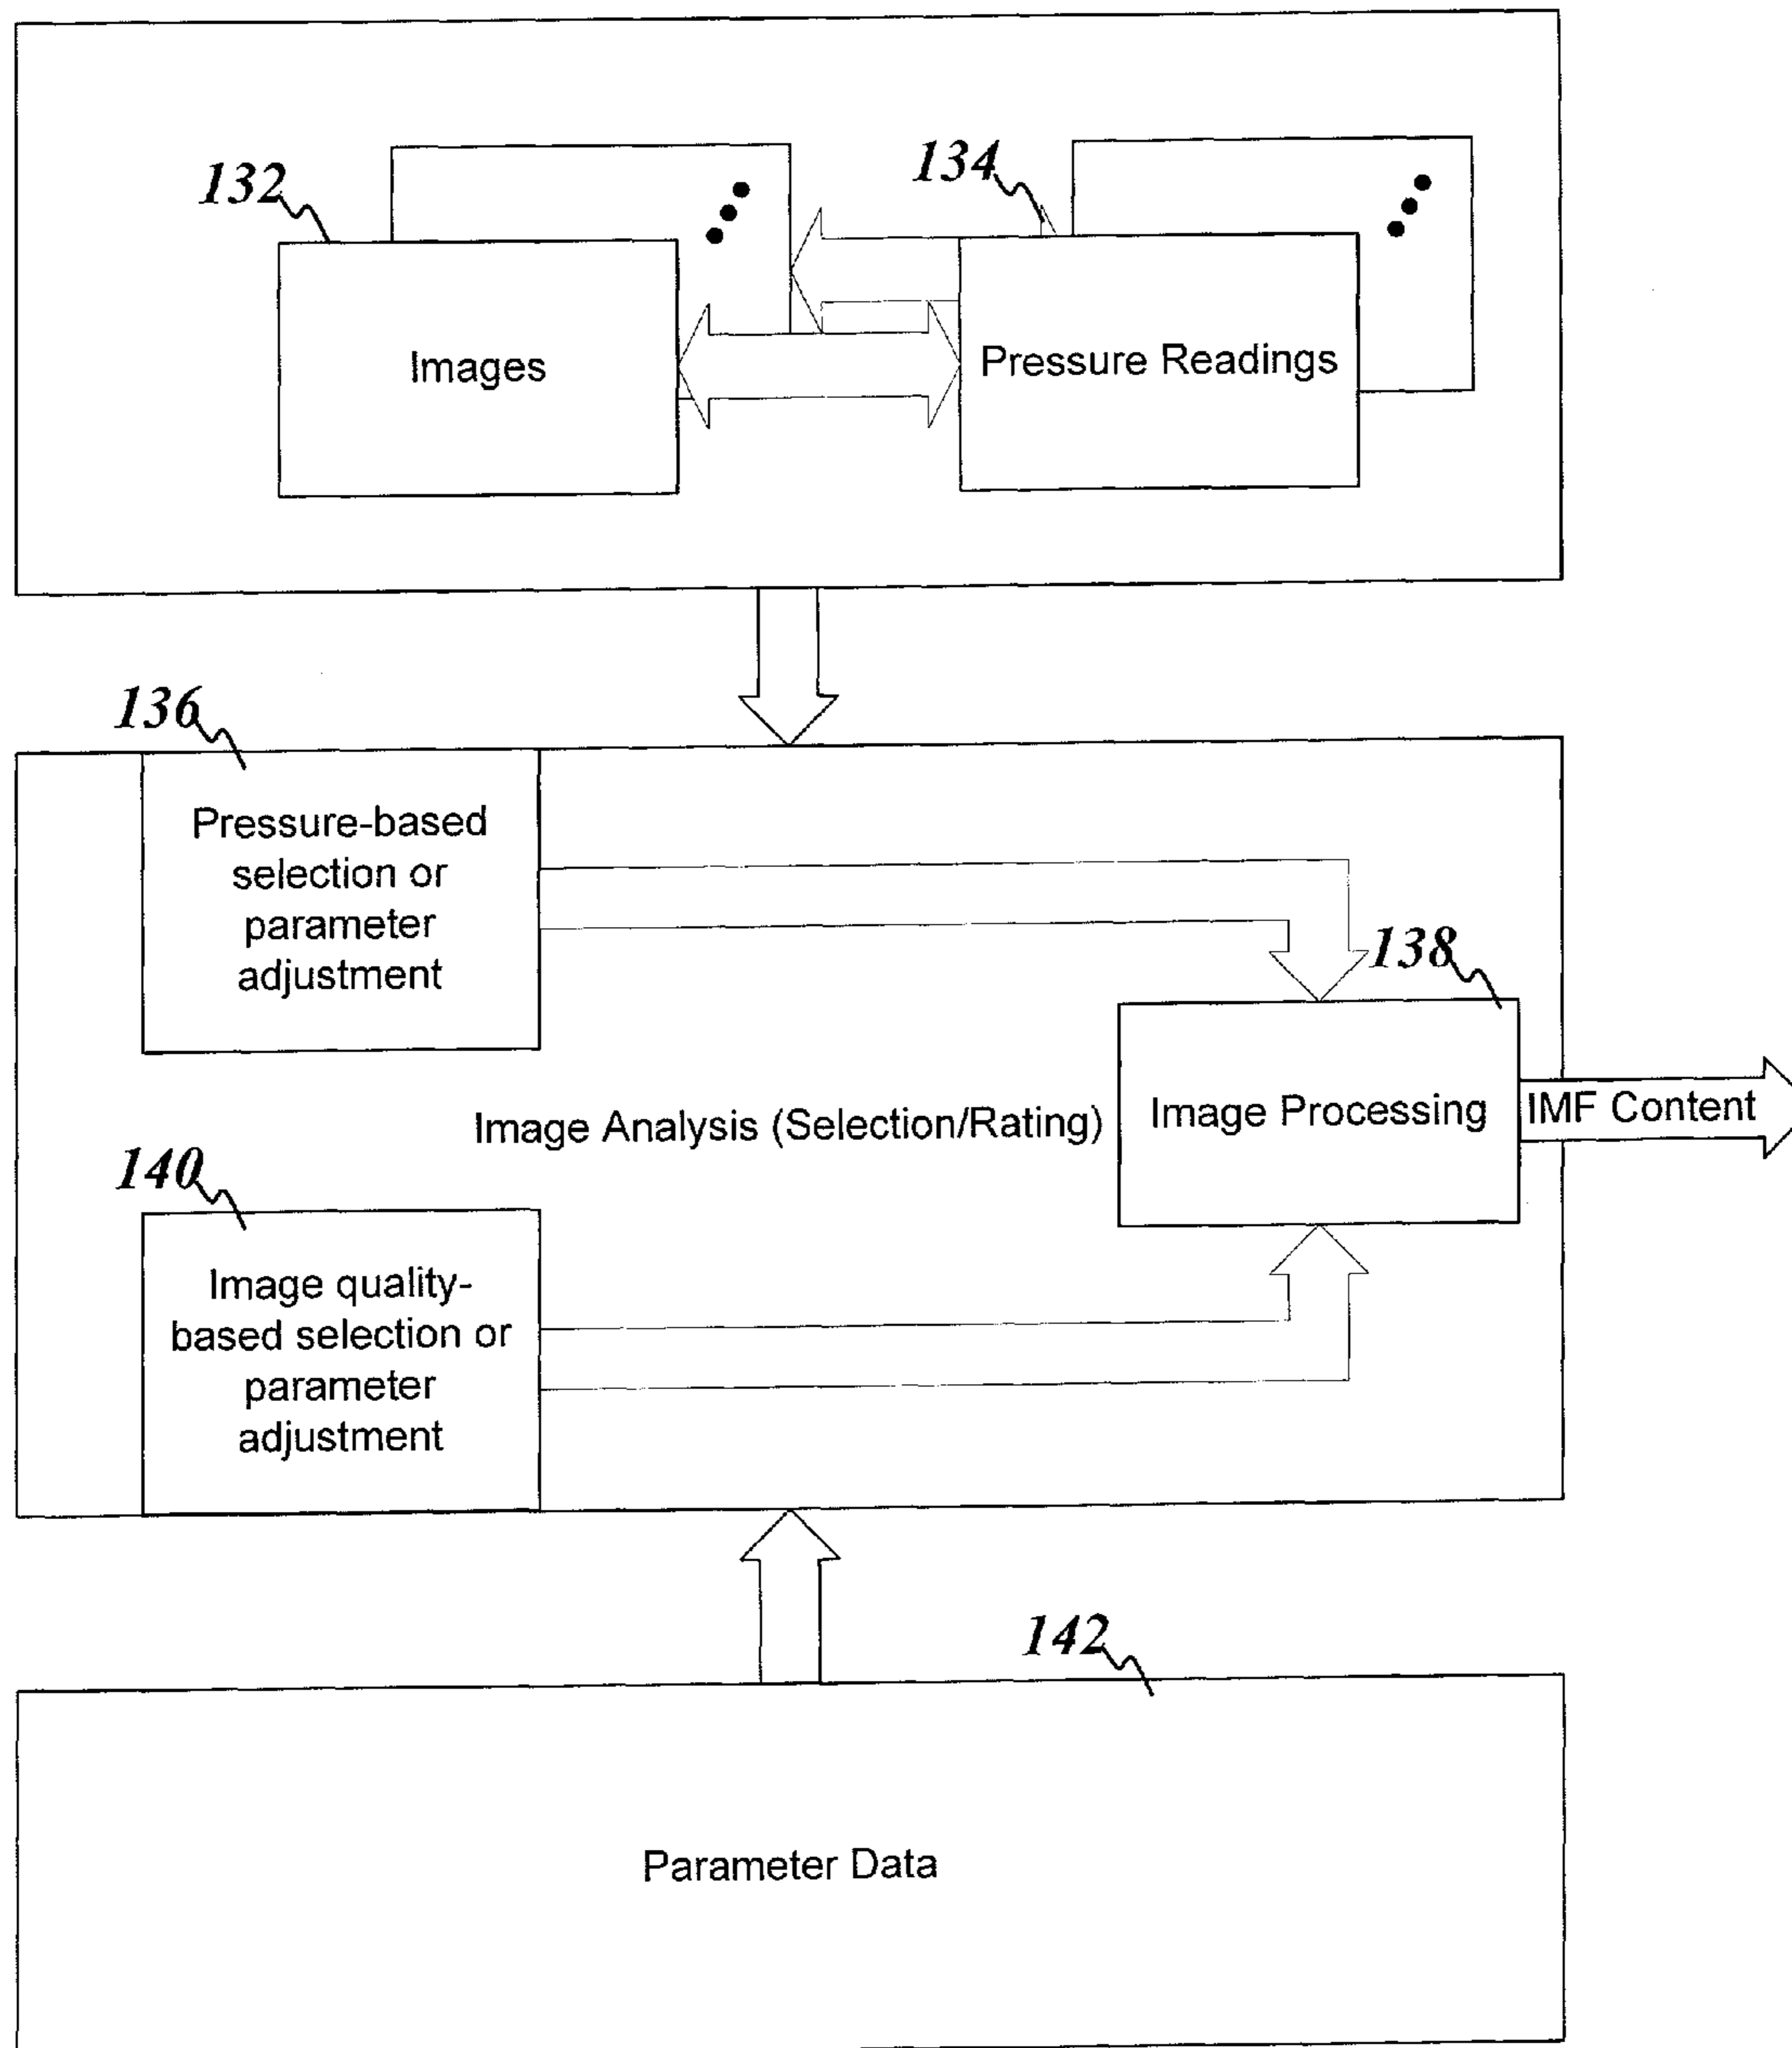 132
134
Images
Pressure Readings
136
Pressure-based
selection or
parameter
adjustment
138
Image Analysis (Selection/Rating)
Image Processing
IMF Content
140
Image quality-
based selection or
parameter
adjustment
142
Parameter Data